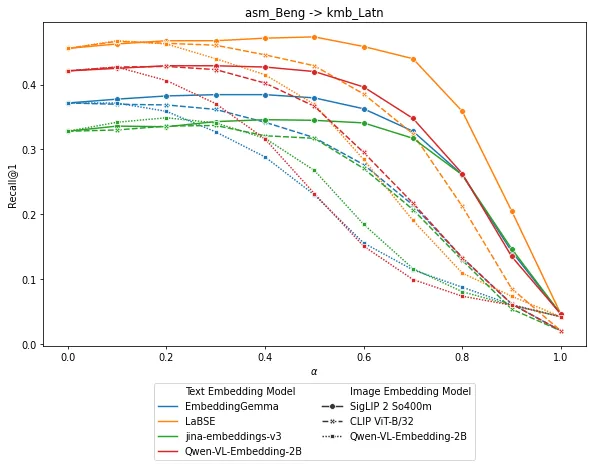 asm_Beng -> kmb_Latn
Recall@1
0.4
0.3
0.2
0.1
0.0
0.0 0.2 0.4 0.6 0.8 1.0
α
Text Embedding Model Image Embedding Model
EmbeddingGemma SigLIP 2 So400m
LaBSE CLIP ViT-B/32
jina-embeddings-v3 Qwen-VL-Embedding-2B
Qwen-VL-Embedding-2B